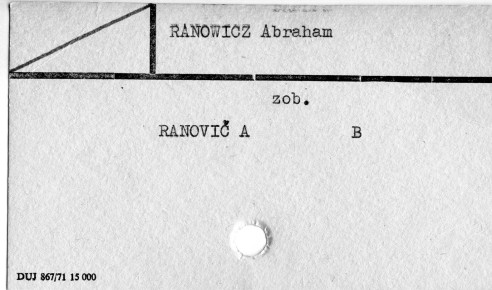 RANOWICZ Abraham
zob.
RANOVIČ A B
DUJ 867/71 15 000